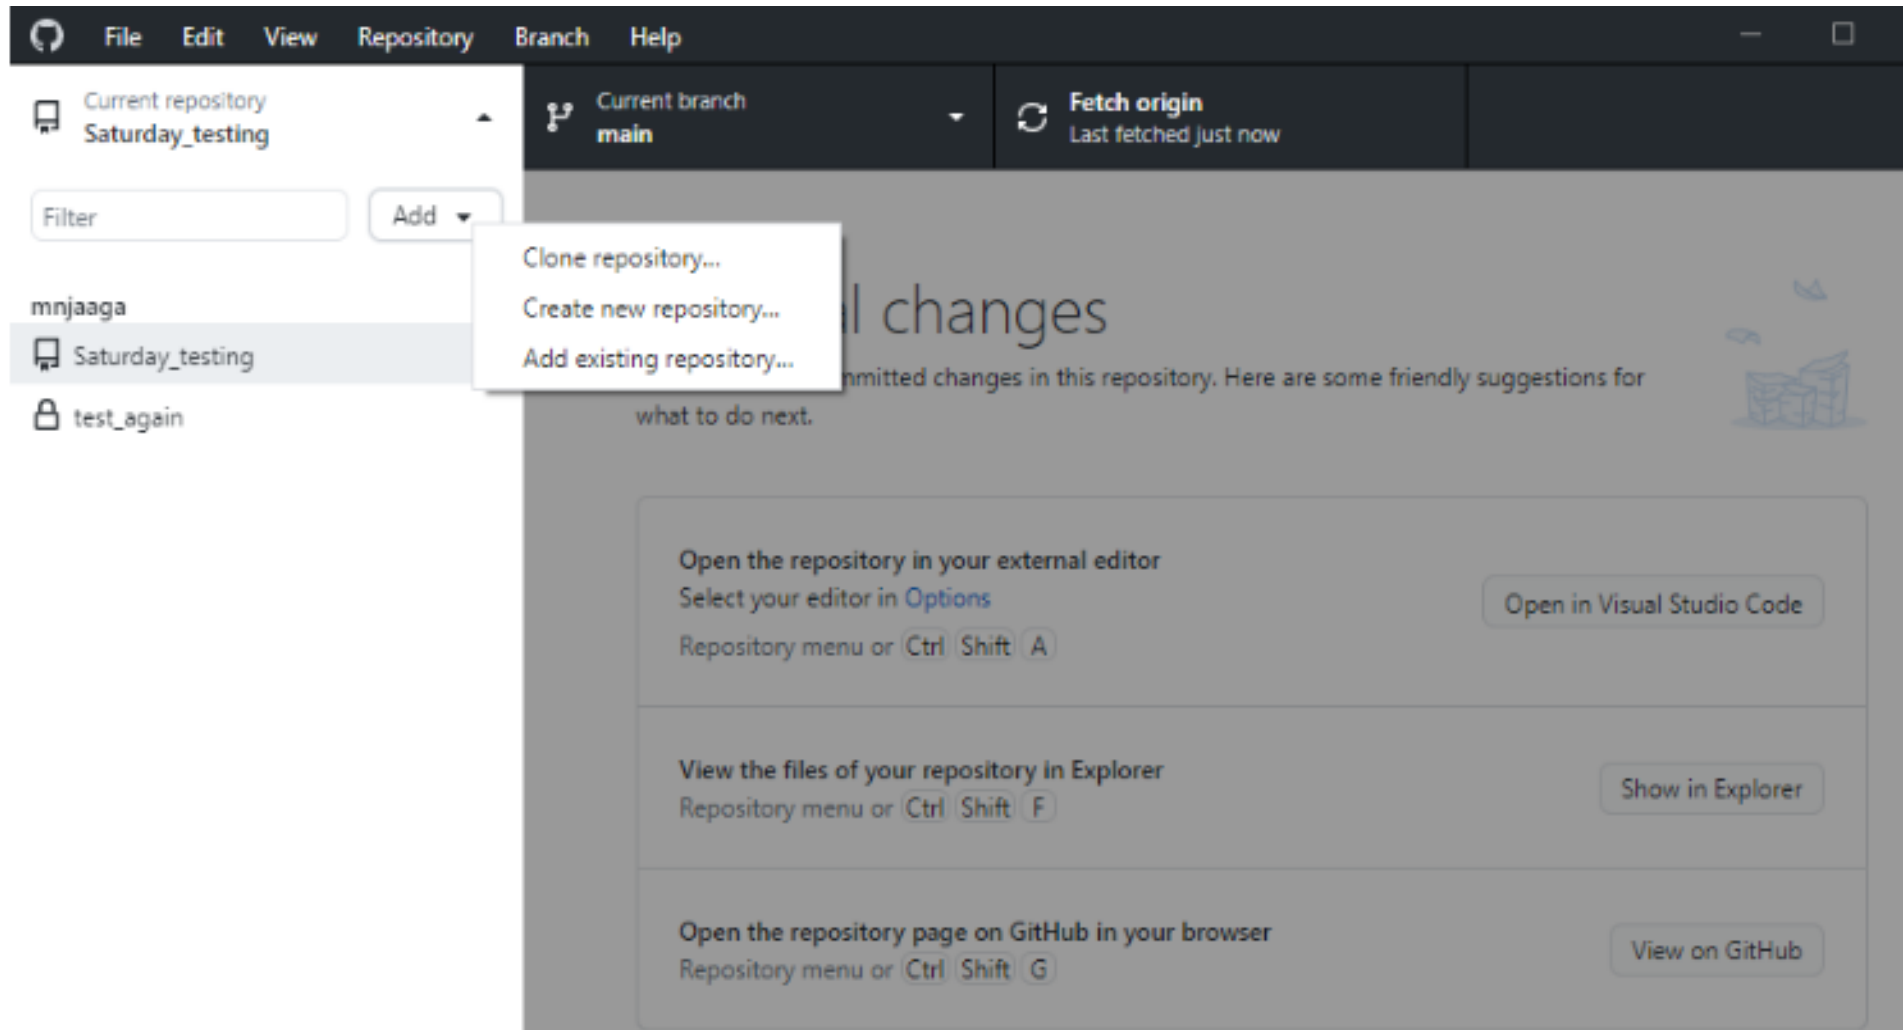 File Edit View Repository Branch Help
Current repository
Saturday_testing
Current branch
main
Fetch origin
Last fetched just now
Filter
Add
Clone repository...
Create new repository...
Add existing repository...
mnjaaga
Saturday_testing
test_again
changes
changes in this repository. Here are some friendly suggestions for
what to do next.
Open the repository in your external editor
Select your editor in Options
Repository menu or Ctrl Shift A
Open in Visual Studio Code
View the files of your repository in Explorer
Repository menu or Ctrl Shift F
Show in Explorer
Open the repository page on GitHub in your browser
Repository menu or Ctrl Shift G
View on GitHub